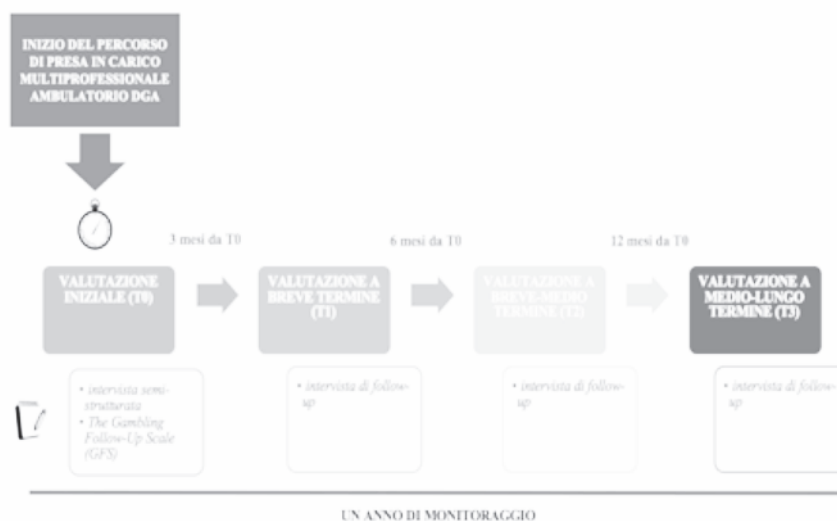 INIZIO DEL PERCORSO
DI PRESA IN CARICO
MULTIPROFESSIONALE
AMBULATORIO DGA
3 mesi da T0
6 mesi da T0
12 mesi da T0
VALUTAZIONE
INIZIALE (T0)
VALUTAZIONE A
BREVE TERMINE
(T1)
VALUTAZIONE A
BREVE-MEDIO
TERMINE (T2)
VALUTAZIONE A
MEDIO-LUNGO
TERMINE (T3)
• intervista semi-
strutturata
• The Gambling
Follow-Up Scale
(GFS)
• intervista di follow-
up
• intervista di follow-
up
• intervista di follow-
up
UN ANNO DI MONITORAGGIO